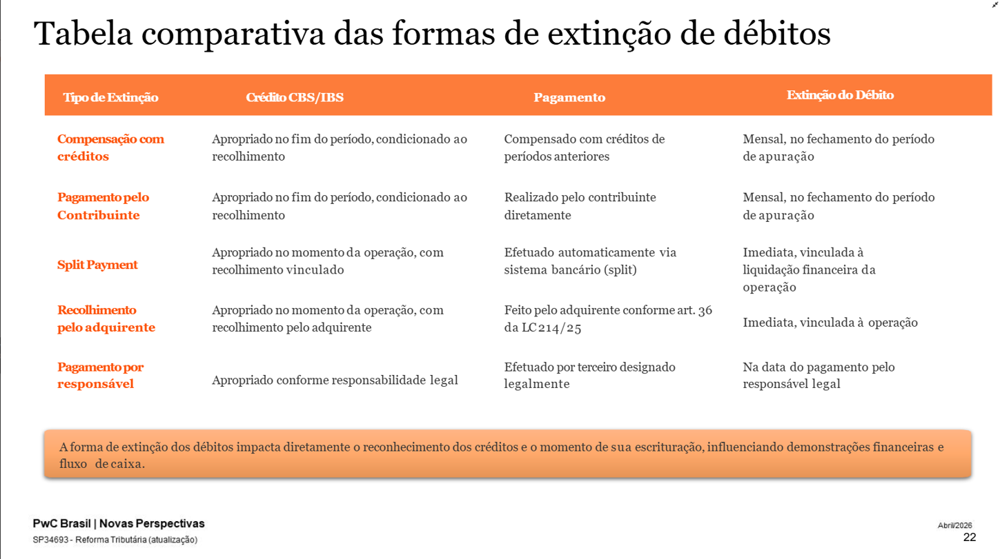 Tabela comparativa das formas de extinção de débitos
Tipo de Extinção
Crédito CBS/IBS
Pagamento
Extinção do Débito
Compensação com
créditos
Apropriado no fim do período, condicionado ao
recolhimento
Compensado com créditos de
períodos anteriores
Mensal, no fechamento do período
de apuração
Pagamento pelo
Contribuinte
Apropriado no fim do período, condicionado ao
recolhimento
Realizado pelo contribuinte
diretamente
Mensal, no fechamento do período
de apuração
Split Payment
Apropriado no momento da operação, com
recolhimento vinculado
Efetuado automaticamente via
sistema bancário (split)
Imediata, vinculada à
liquidação financeira da
operação
Recolhimento
pelo adquirente
Apropriado no momento da operação, com
recolhimento pelo adquirente
Feito pelo adquirente conforme art. 36
da LC 214/25
Imediata, vinculada à operação
Pagamento por
responsável
Apropriado conforme responsabilidade legal
Efetuado por terceiro designado
legalmente
Na data do pagamento pelo
responsável legal
A forma de extinção dos débitos impacta diretamente o reconhecimento dos créditos e o momento de sua escrituração, influenciando demonstrações financeiras e
fluxo de caixa.
PwC Brasil | Novas Perspectivas
SP34693 - Reforma Tributária (atualização)
Abril/2026
22